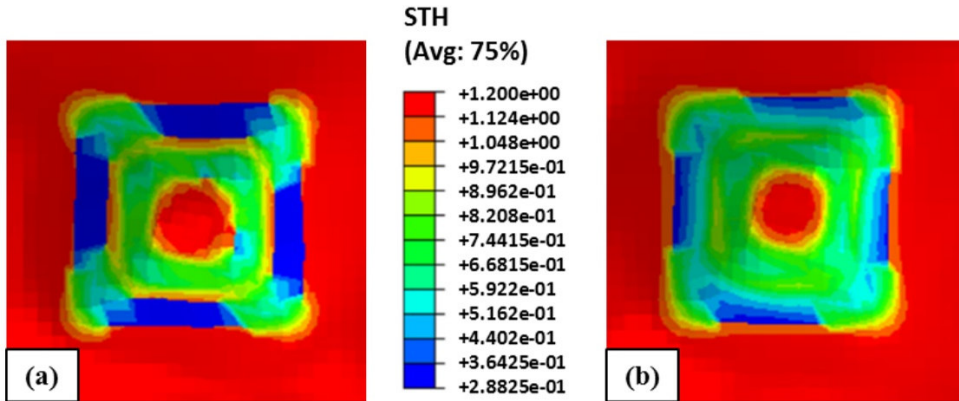 STH
(Avg: 75%)
+1.200e+00
+1.124e+00
+1.048e+00
+9.7215e-01
+8.962e-01
+8.208e-01
+7.4415e-01
+6.6815e-01
+5.922e-01
+5.162e-01
+4.402e-01
+3.6425e-01
+2.8825e-01
(a)
(b)